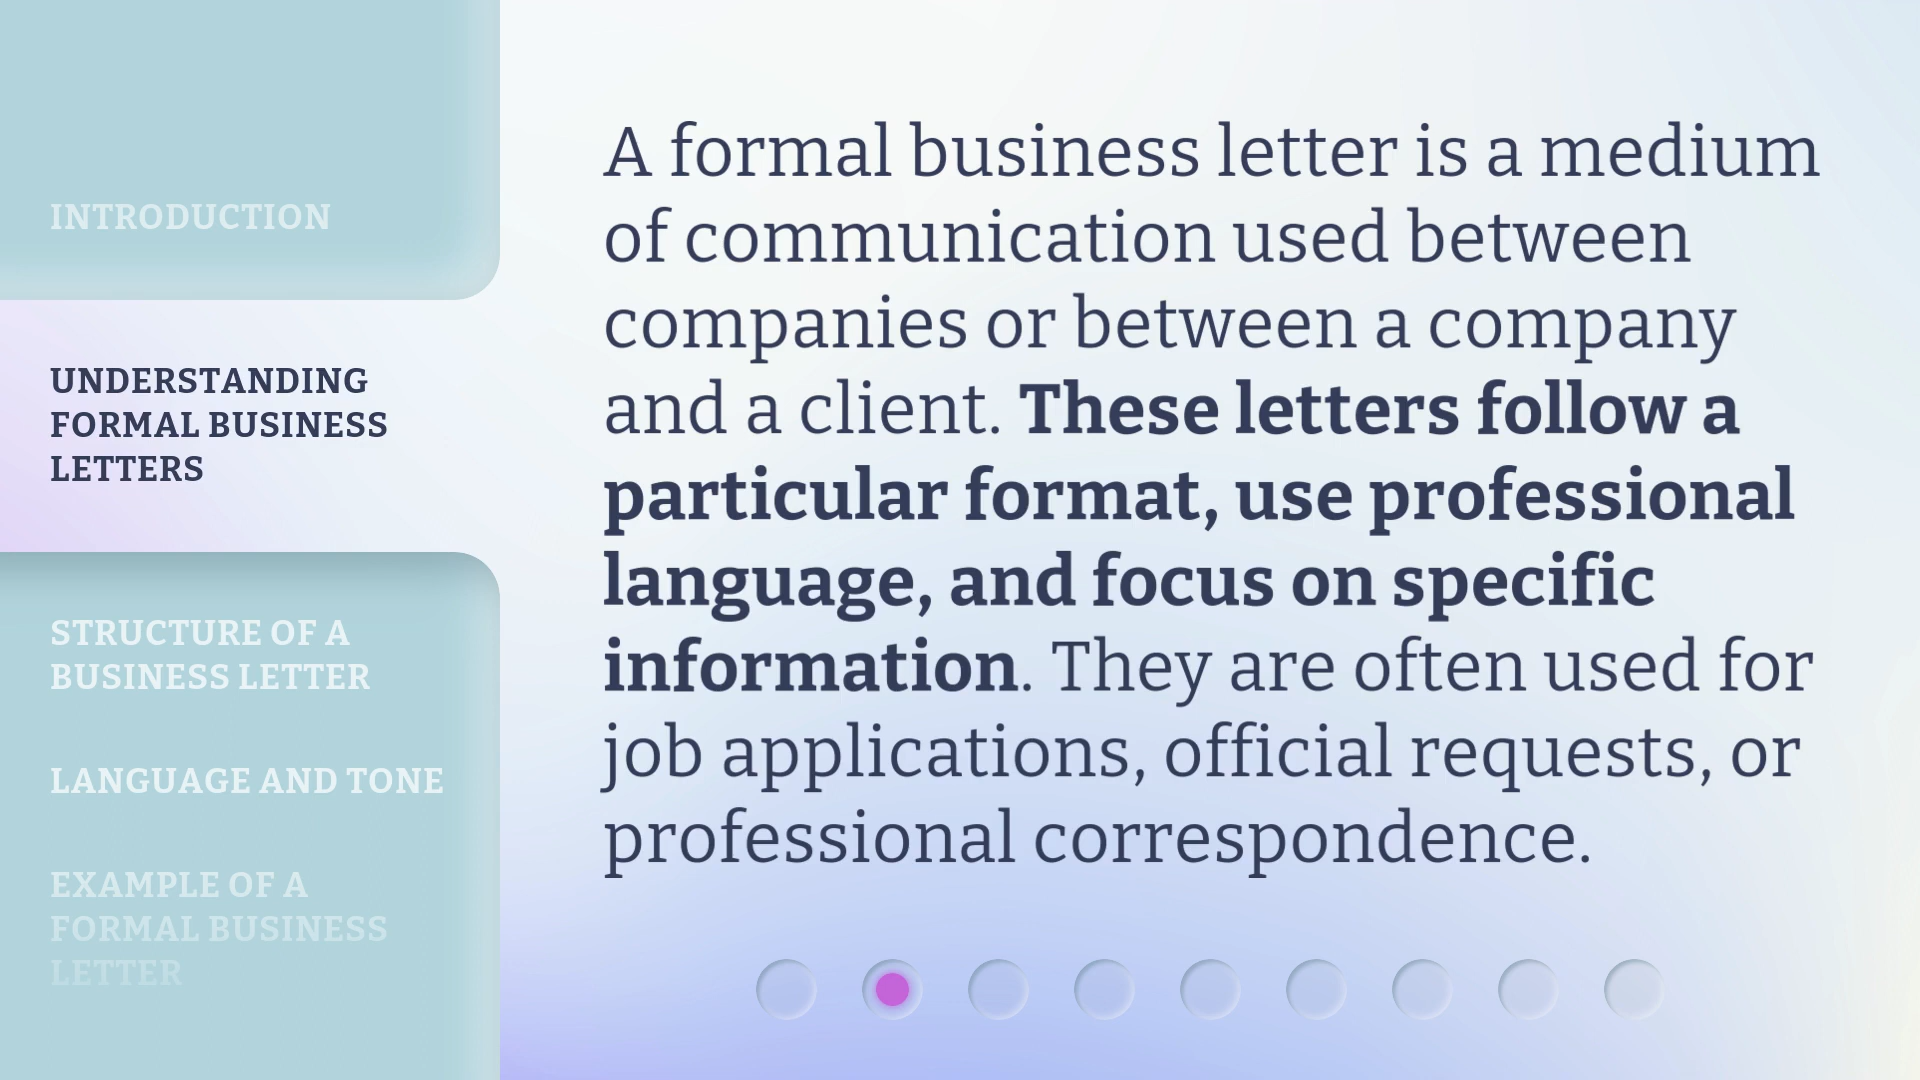 INTRODUCTION
UNDERSTANDING
FORMAL BUSINESS
LETTERS
STRUCTURE OF A
BUSINESS LETTER
LANGUAGE AND TONE
EXAMPLE OF A
FORMAL BUSINESS
LETTER
A formal business letter is a medium
of communication used between
companies or between a company
and a client. These letters follow a
particular format, use professional
language, and focus on specific
information. They are often used for
job applications, official requests, or
professional correspondence.